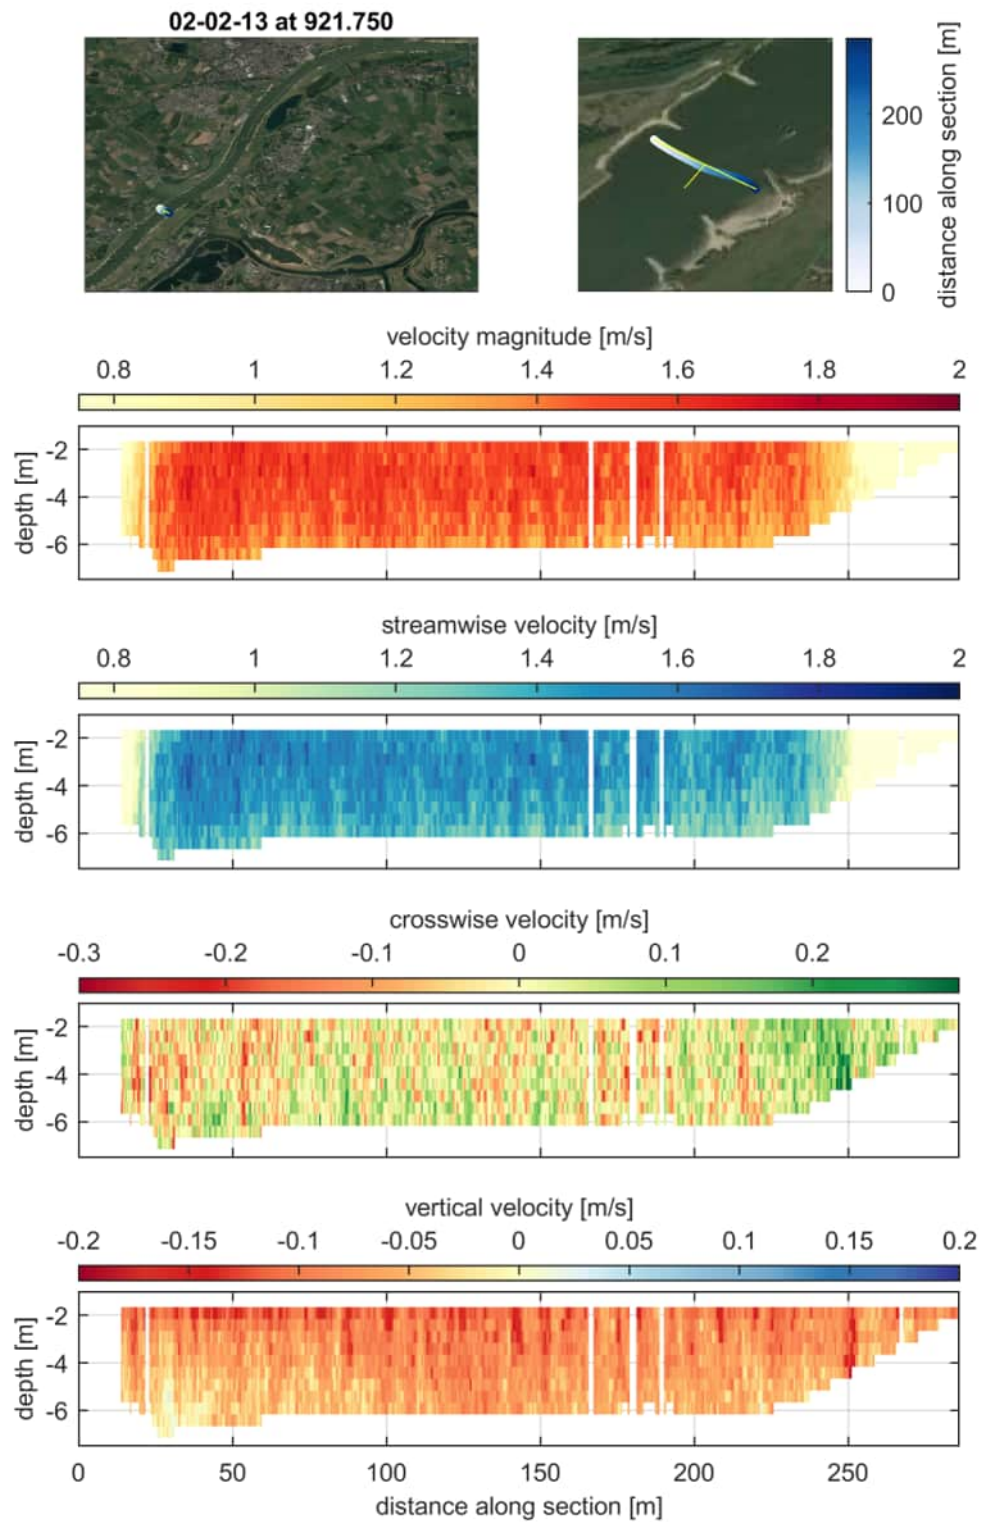 02-02-13 at 921.750
distance along section [m]
200
100
0
velocity magnitude [m/s]
0.8 1 1.2 1.4 1.6 1.8 2
depth [m]
-2
-4
-6
streamwise velocity [m/s]
0.8 1 1.2 1.4 1.6 1.8 2
depth [m]
-2
-4
-6
crosswise velocity [m/s]
-0.3 -0.2 -0.1 0 0.1 0.2
depth [m]
-2
-4
-6
vertical velocity [m/s]
-0.2 -0.15 -0.1 -0.05 0 0.05 0.1 0.15 0.2
depth [m]
-2
-4
-6
0 50 100 150 200 250
distance along section [m]